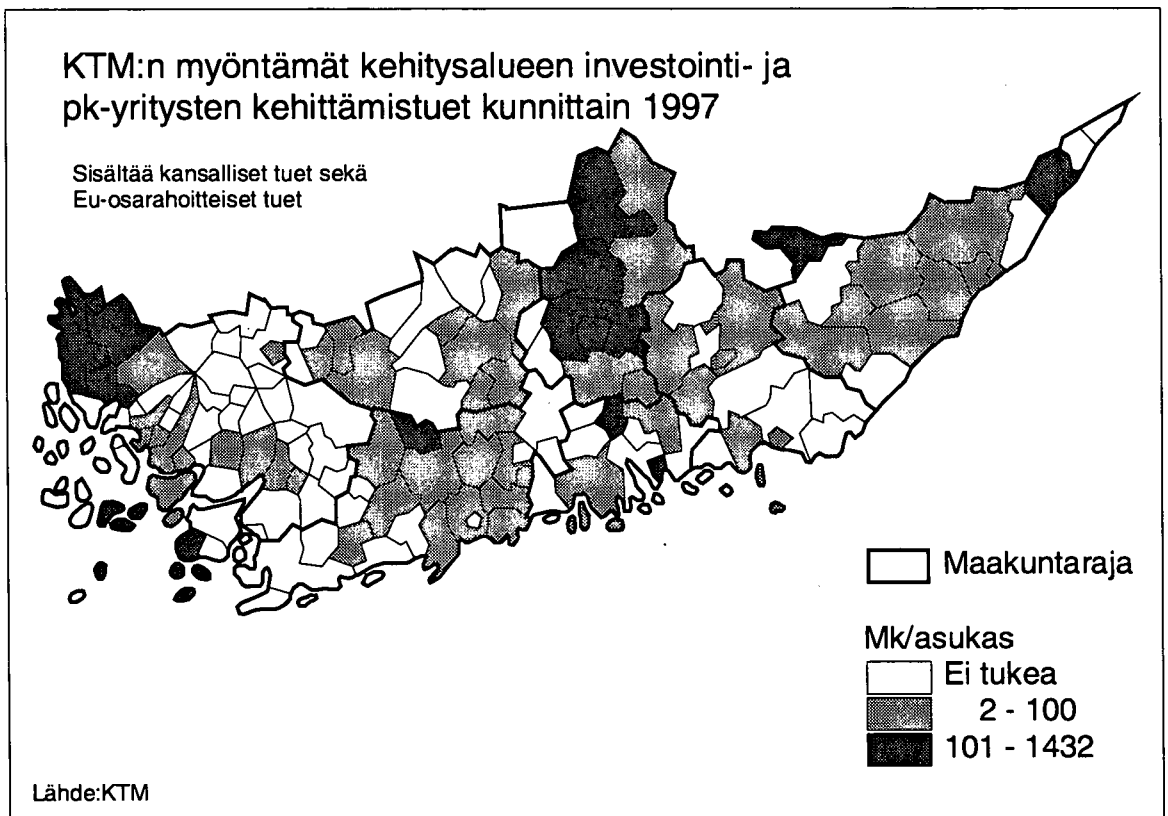 KTM:n myöntämät kehitysalueen investointi- ja
pk-yritysten kehittämistuet kunnittain 1997
Sisältää kansalliset tuet sekä
Eu-osarahoitteiset tuet
Maakuntaraja
Mk/asukas
Ei tukea
2 - 100
101 - 1432
Lähde:KTM